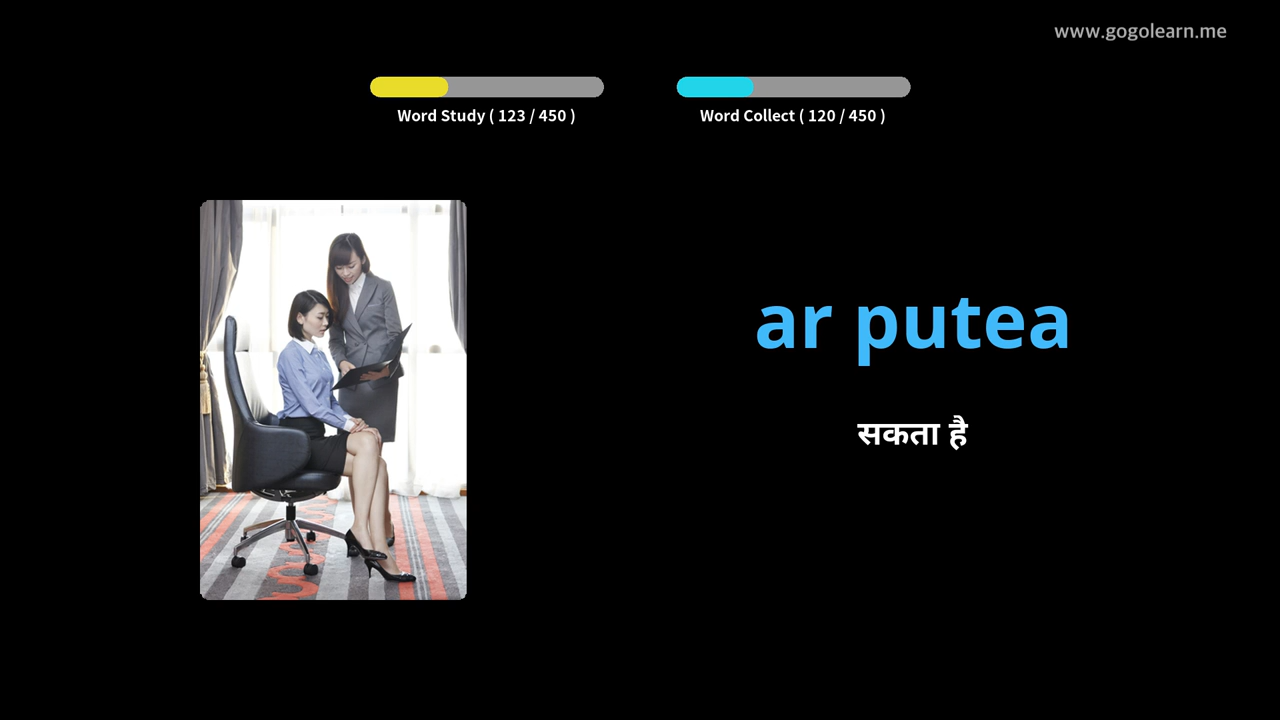 www.gogolearn.me
Word Study ( 123 / 450 )
Word Collect ( 120 / 450 )
ar putea
सकता है